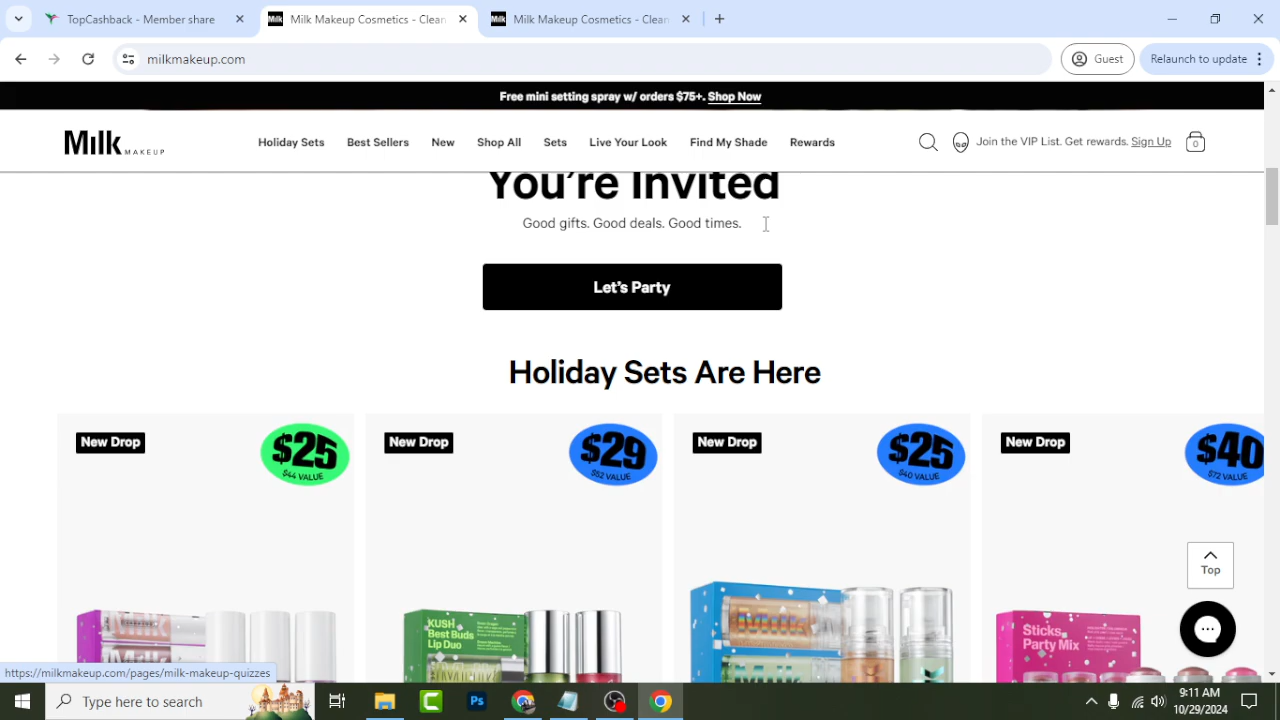 TopCashback - Member share
Milk Milk Makeup Cosmetics - Clean
Milk Milk Makeup Cosmetics - Clean
milkmakeup.com
Guest
Relaunch to update
Free mini setting spray w/ orders $75+. Shop Now
Milk MAKEUP
Holiday Sets
Best Sellers
New
Shop All
Sets
Live Your Look
Find My Shade
Rewards
Join the VIP List. Get rewards. Sign Up
0
You're Invited
Good gifts. Good deals. Good times.
Let's Party
Holiday Sets Are Here
New Drop
$25
$44 VALUE
New Drop
$29
$52 VALUE
New Drop
$25
$40 VALUE
New Drop
$40
$72 VALUE
Top
KUSH
Best Buds
Lip Duo
Sticks
Party Mix
https://milkmakeup.com/pages/milk-makeup-quizzes
Type here to search
Ps
9:11 AM
10/29/2024